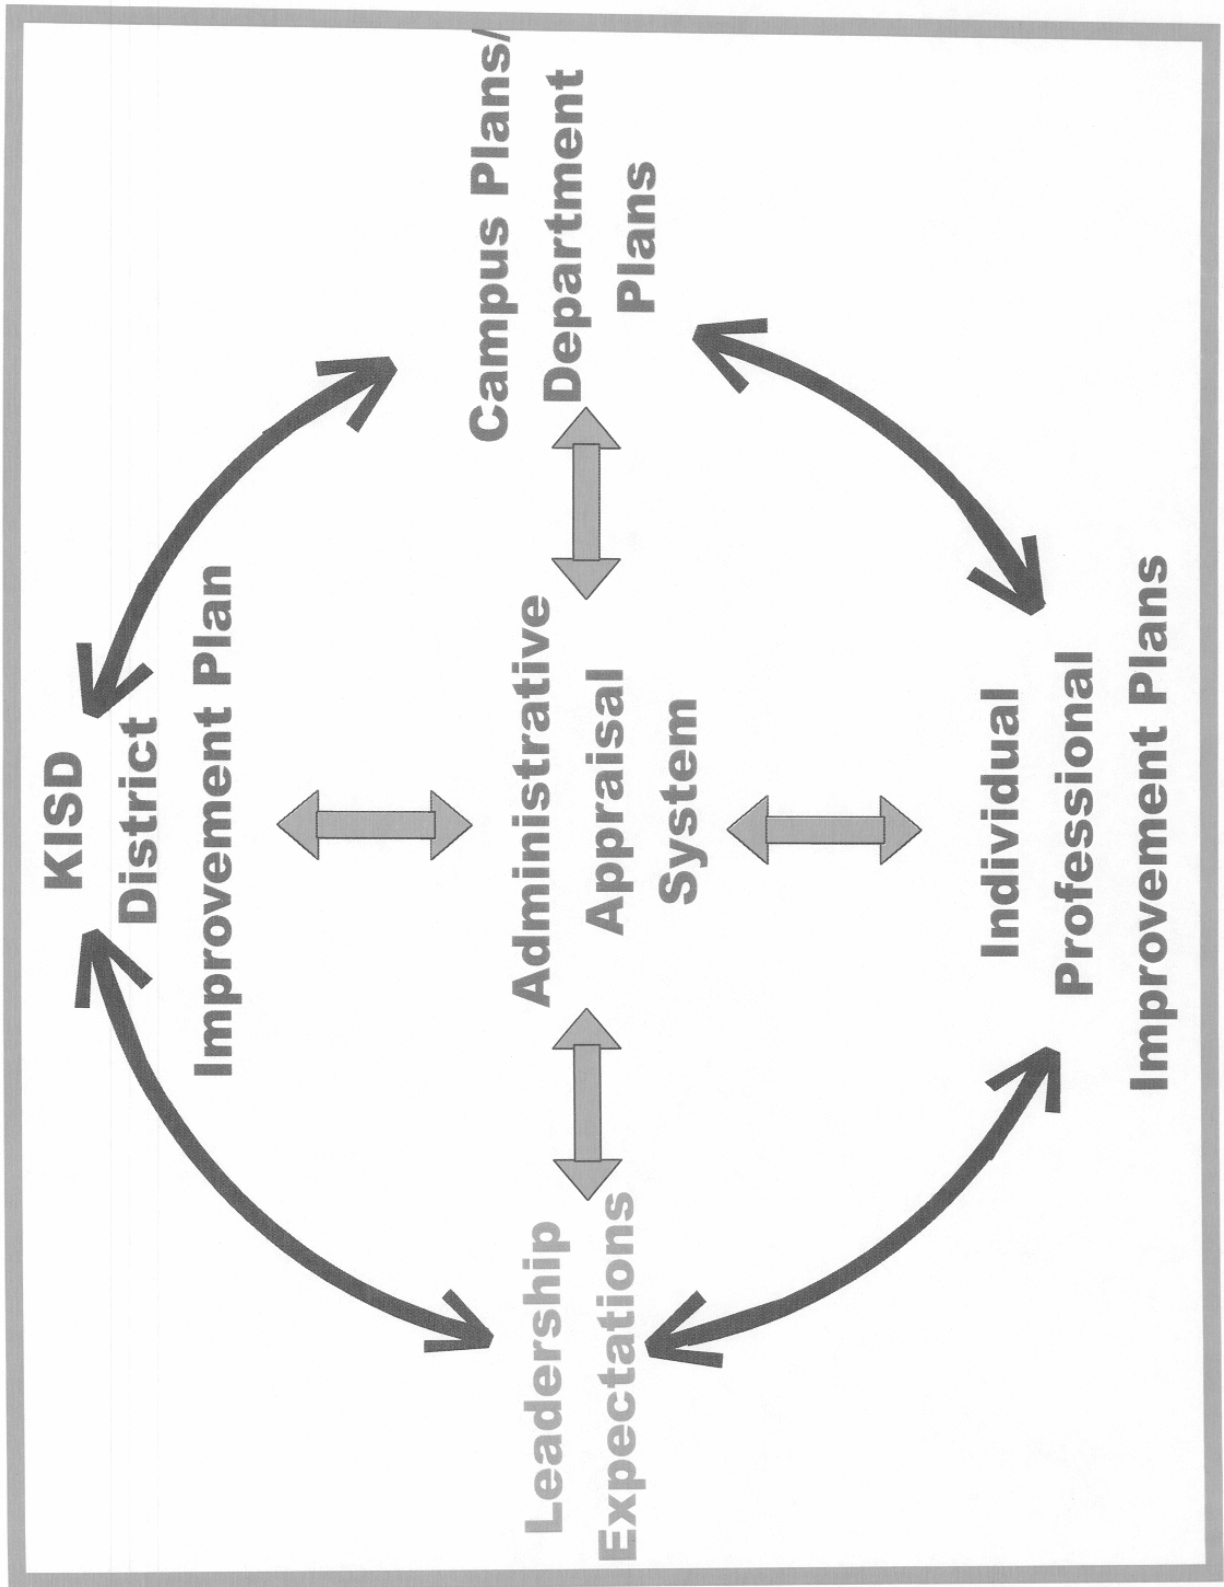 KISD
District
Improvement Plan
Leadership
Expectations
Administrative
Appraisal
System
Campus Plans/
Department
Plans
Individual
Professional
Improvement Plans